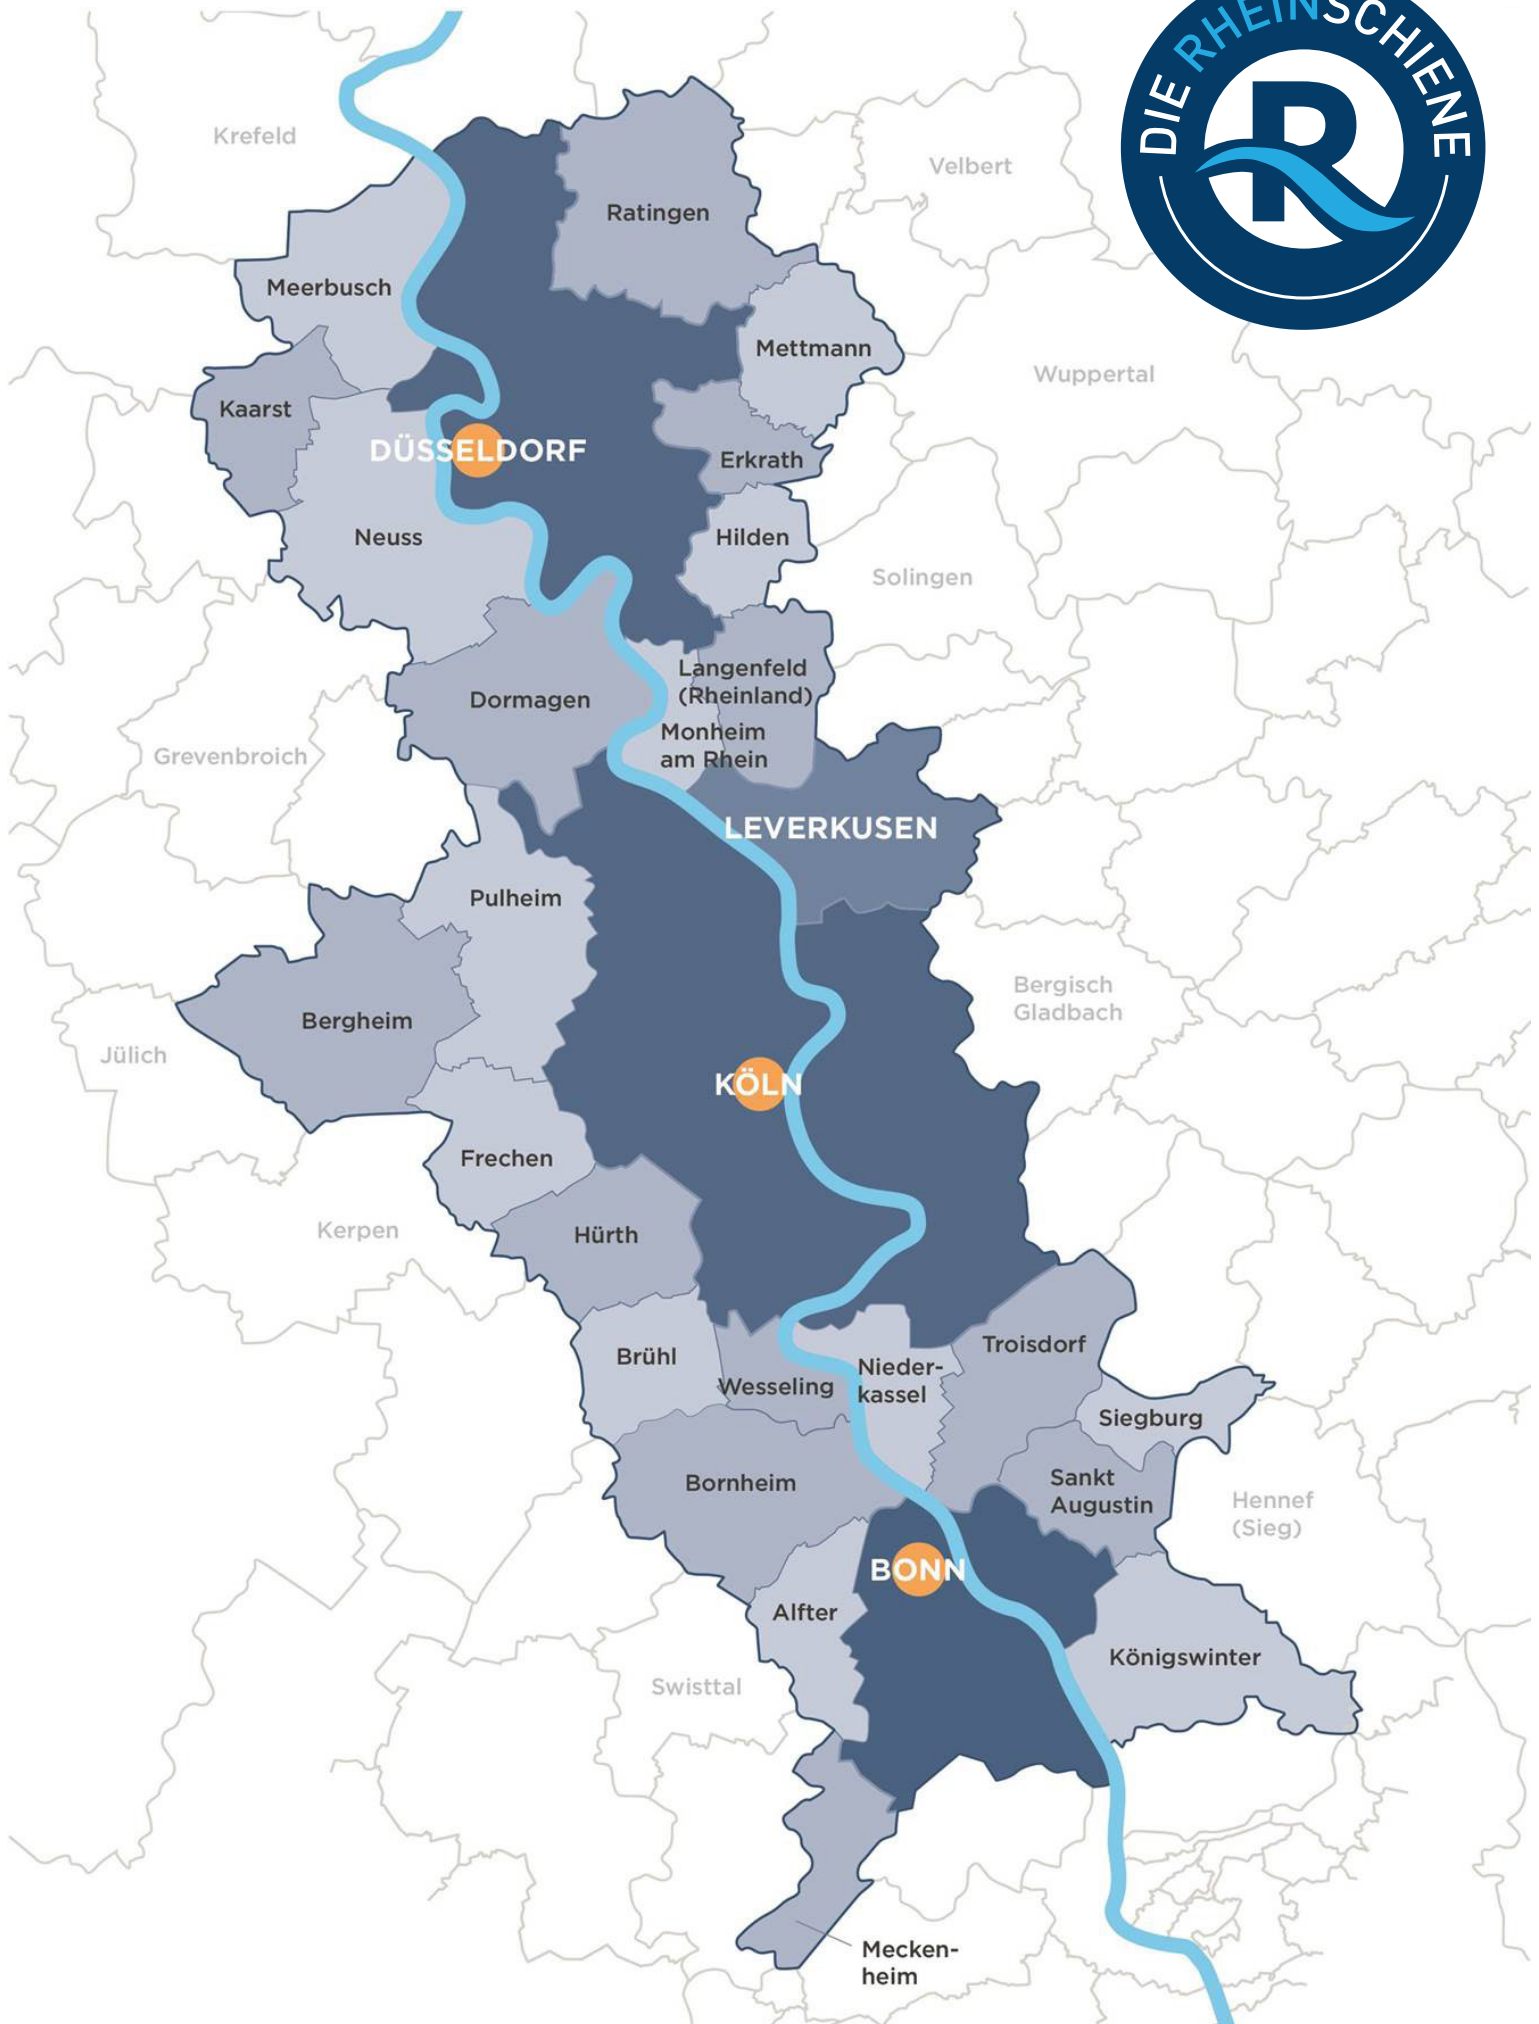 DIE RHEINSCHIENE
R
Krefeld
Velbert
Ratingen
Meerbusch
Mettmann
Wuppertal
Kaarst
DÜSSELDORF
Erkrath
Neuss
Hilden
Solingen
Langenfeld
(Rheinland)
Dormagen
Monheim
am Rhein
Grevenbroich
LEVERKUSEN
Pulheim
Bergisch
Gladbach
Bergheim
Jülich
KÖLN
Frechen
Kerpen
Hürth
Troisdorf
Brühl
Nieder-
kassel
Wesseling
Siegburg
Bornheim
Sankt
Augustin
Hennef
(Sieg)
BONN
Alfter
Königswinter
Swisttal
Mecken-
heim